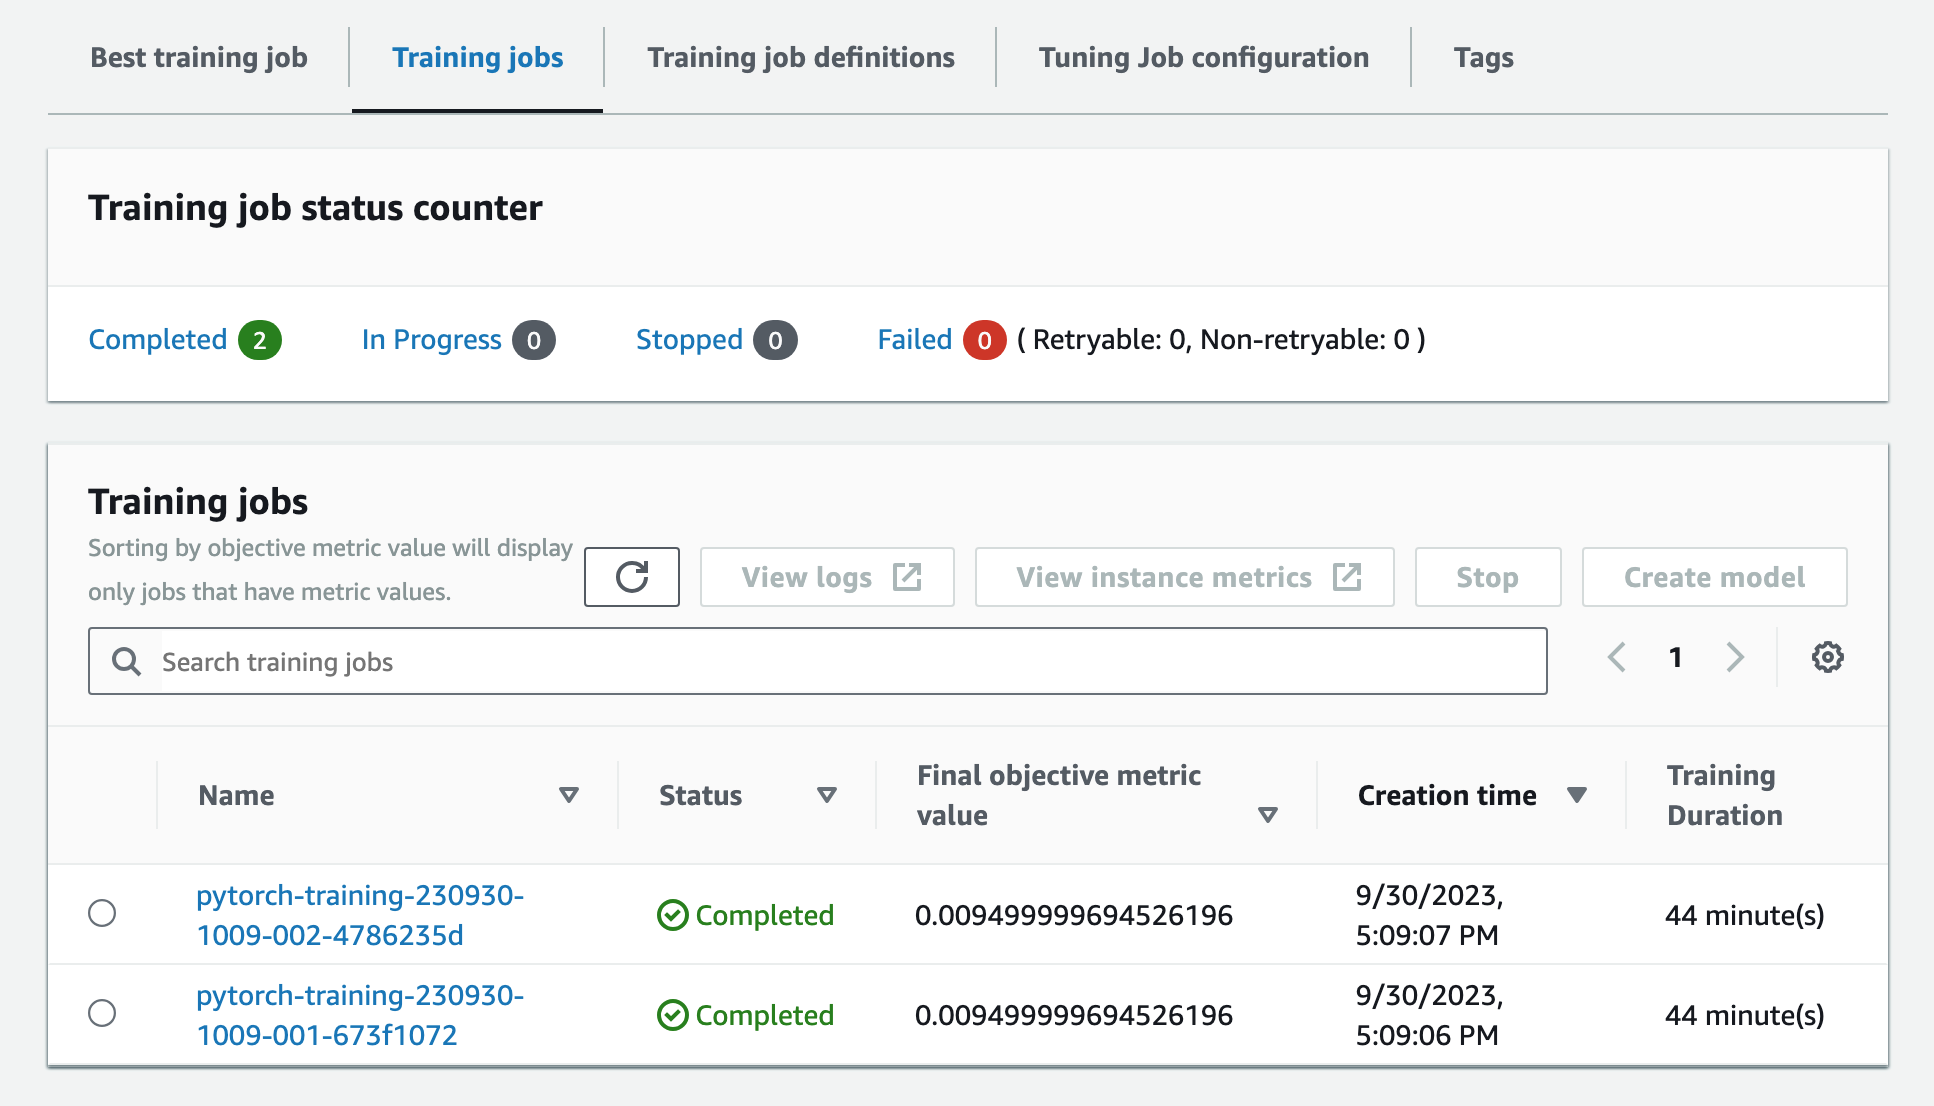 Best training job
Training jobs
Training job definitions
Tuning Job configuration
Tags
Training job status counter
Completed 2
In Progress 0
Stopped 0
Failed 0 ( Retryable: 0, Non-retryable: 0 )
Training jobs
Sorting by objective metric value will display
only jobs that have metric values.
View logs
View instance metrics
Stop
Create model
Search training jobs
1
Name
Status
Final objective metric
value
Creation time
Training
Duration
pytorch-training-230930-
1009-002-4786235d
Completed
0.009499999694526196
9/30/2023,
5:09:07 PM
44 minute(s)
pytorch-training-230930-
1009-001-673f1072
Completed
0.009499999694526196
9/30/2023,
5:09:06 PM
44 minute(s)